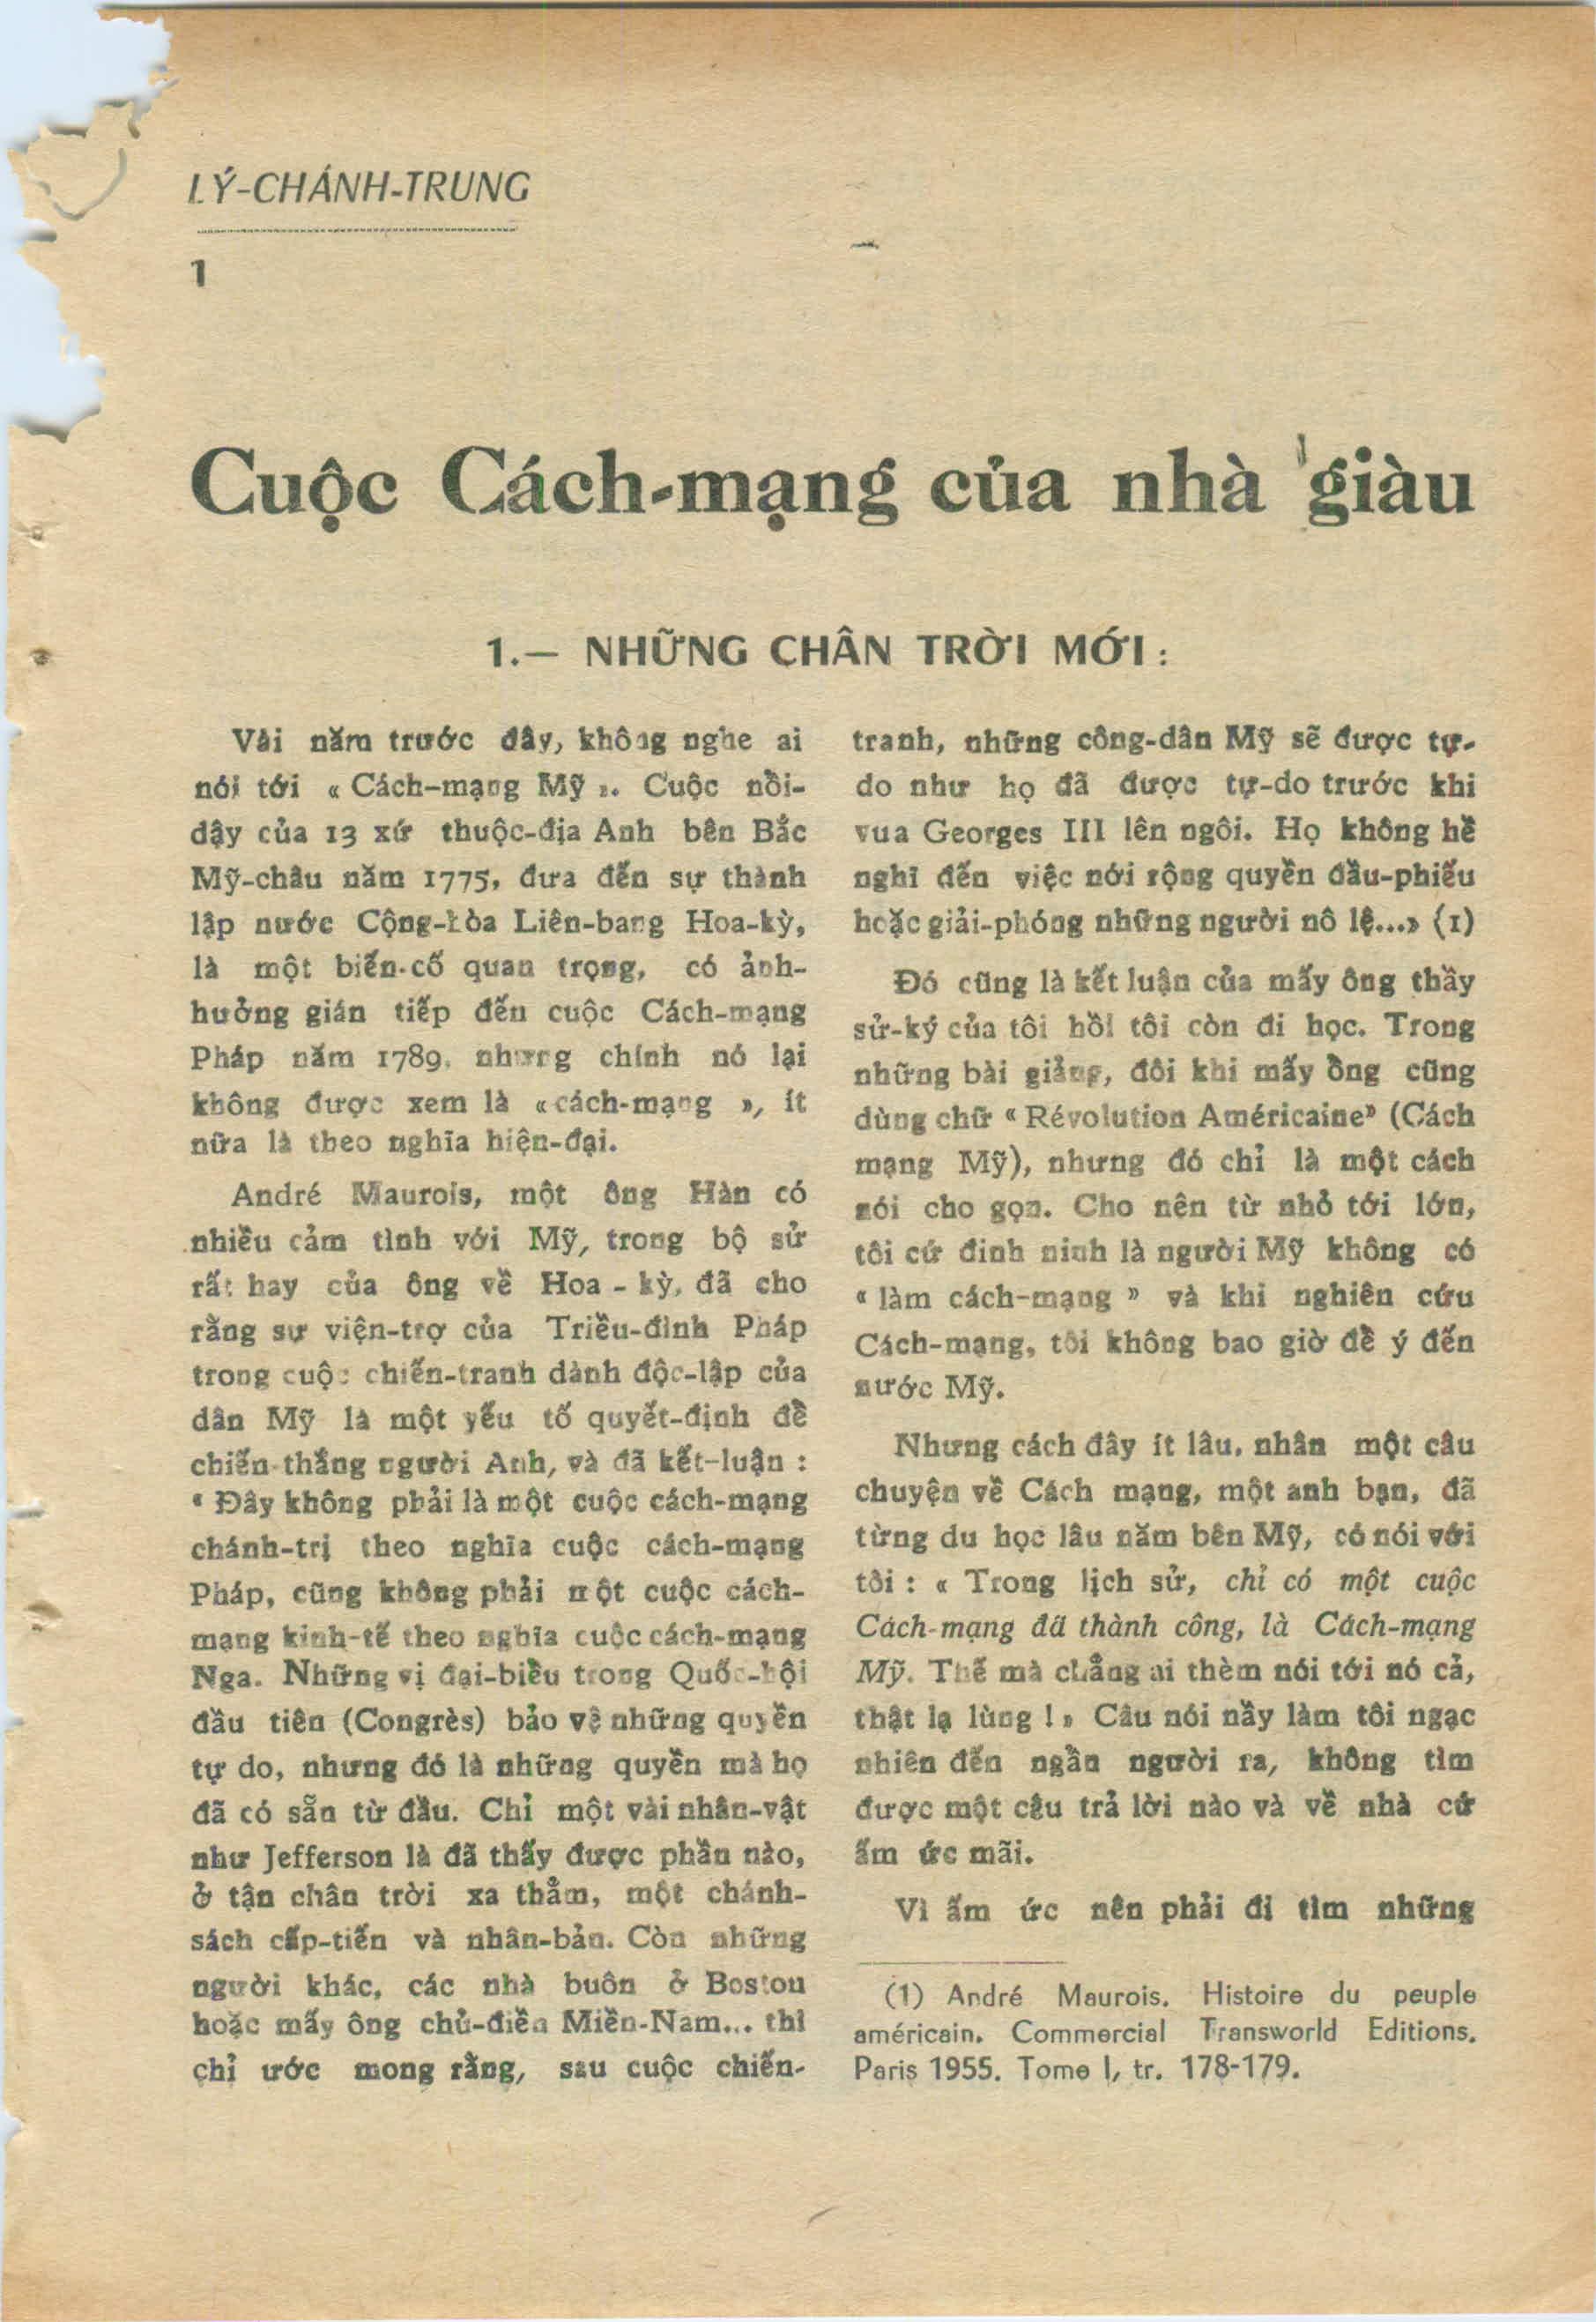 LÝ-CHÁNH-TRUNG
1
Cuộc Cách-mạng của nhà giàu
1.— NHỮNG CHÂN TRỜI MỚI :
Vài năm trước đây, không nghe ai
nói tới « Cách-mạng Mỹ ». Cuộc nổi-
dậy của 13 xứ thuộc-địa Anh bên Bắc
Mỹ-châu năm 1775, đưa đến sự thành
lập nước Cộng-hòa Liên-bang Hoa-kỳ,
là một biến-cố quan trọng, có ảnh-
hưởng gián tiếp đến cuộc Cách-mạng
Pháp năm 1789. nhưng chính nó lại
không được xem là «cách-mạng », ít
nữa là theo nghĩa hiện-đại.
André Maurois, một ông Hàn có
nhiều cảm tình với Mỹ, trong bộ sử
rất hay của ông về Hoa - kỳ, đã cho
rằng sự viện-trợ của Triều-đình Pháp
trong cuộc chiến-tranh dành độc-lập của
dân Mỹ là một yếu tố quyết-định để
chiến-thắng người Anh, và đã kết-luận :
« Đây không phải là một cuộc cách-mạng
chánh-trị theo nghĩa cuộc cách-mạng
Pháp, cũng không phải một cuộc cách-
mạng kinh-tế theo nghĩa cuộc cách-mạng
Nga. Những vị đại-biểu trong Quốc-hội
đầu tiên (Congrès) bảo vệ những quyền
tự do, nhưng đó là những quyền mà họ
đã có sẵn từ đầu. Chỉ một vài nhân-vật
như Jefferson là đã thấy được phần nào,
ở tận chân trời xa thẳm, một chánh-
sách cấp-tiến và nhân-bản. Còn những
người khác, các nhà buôn ở Boston
hoặc mấy ông chủ-điền Miền-Nam... thì
chỉ ước mong rằng, sau cuộc chiến-
tranh, những công-dân Mỹ sẽ được tự-
do như họ đã được tự-do trước khi
vua Georges III lên ngôi. Họ không hề
nghĩ đến việc nới rộng quyền đầu-phiếu
hoặc giải-phóng những người nô lệ...» (1)
Đó cũng là kết luận của mấy ông thầy
sử-ký của tôi hồi tôi còn đi học. Trong
những bài giảng, đôi khi mấy ông cũng
dùng chữ « Révolution Américaine» (Cách
mạng Mỹ), nhưng đó chỉ là một cách
nói cho gọn. Cho nên từ nhỏ tới lớn,
tôi cứ đinh ninh là người Mỹ không có
« làm cách-mạng » và khi nghiên cứu
Cách-mạng, tôi không bao giờ để ý đến
nước Mỹ.
Nhưng cách đây ít lâu, nhân một câu
chuyện về Cách mạng, một anh bạn, đã
từng du học lâu năm bên Mỹ, có nói với
tôi : « Trong lịch sử, chỉ có một cuộc
Cách-mạng đã thành công, là Cách-mạng
Mỹ. Thế mà chẳng ai thèm nói tới nó cả,
thật lạ lùng ! » Câu nói nầy làm tôi ngạc
nhiên đến ngẩn người ra, không tìm
được một câu trả lời nào và về nhà cứ
ấm ức mãi.
Vì ấm ức nên phải đi tìm những
(1) André Maurois. Histoire du peuple
américain. Commercial Transworld Editions.
Paris 1955. Tome I, tr. 178-179.